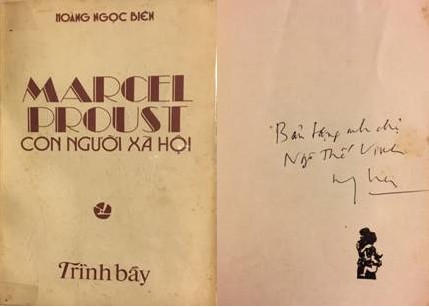 HOÀNG NGỌC BIÊN
MARCEL
PROUST
CON NGƯỜI XÃ HỘI
Trình bầy
Bản tặng anh chị
Ngô Thế Vinh